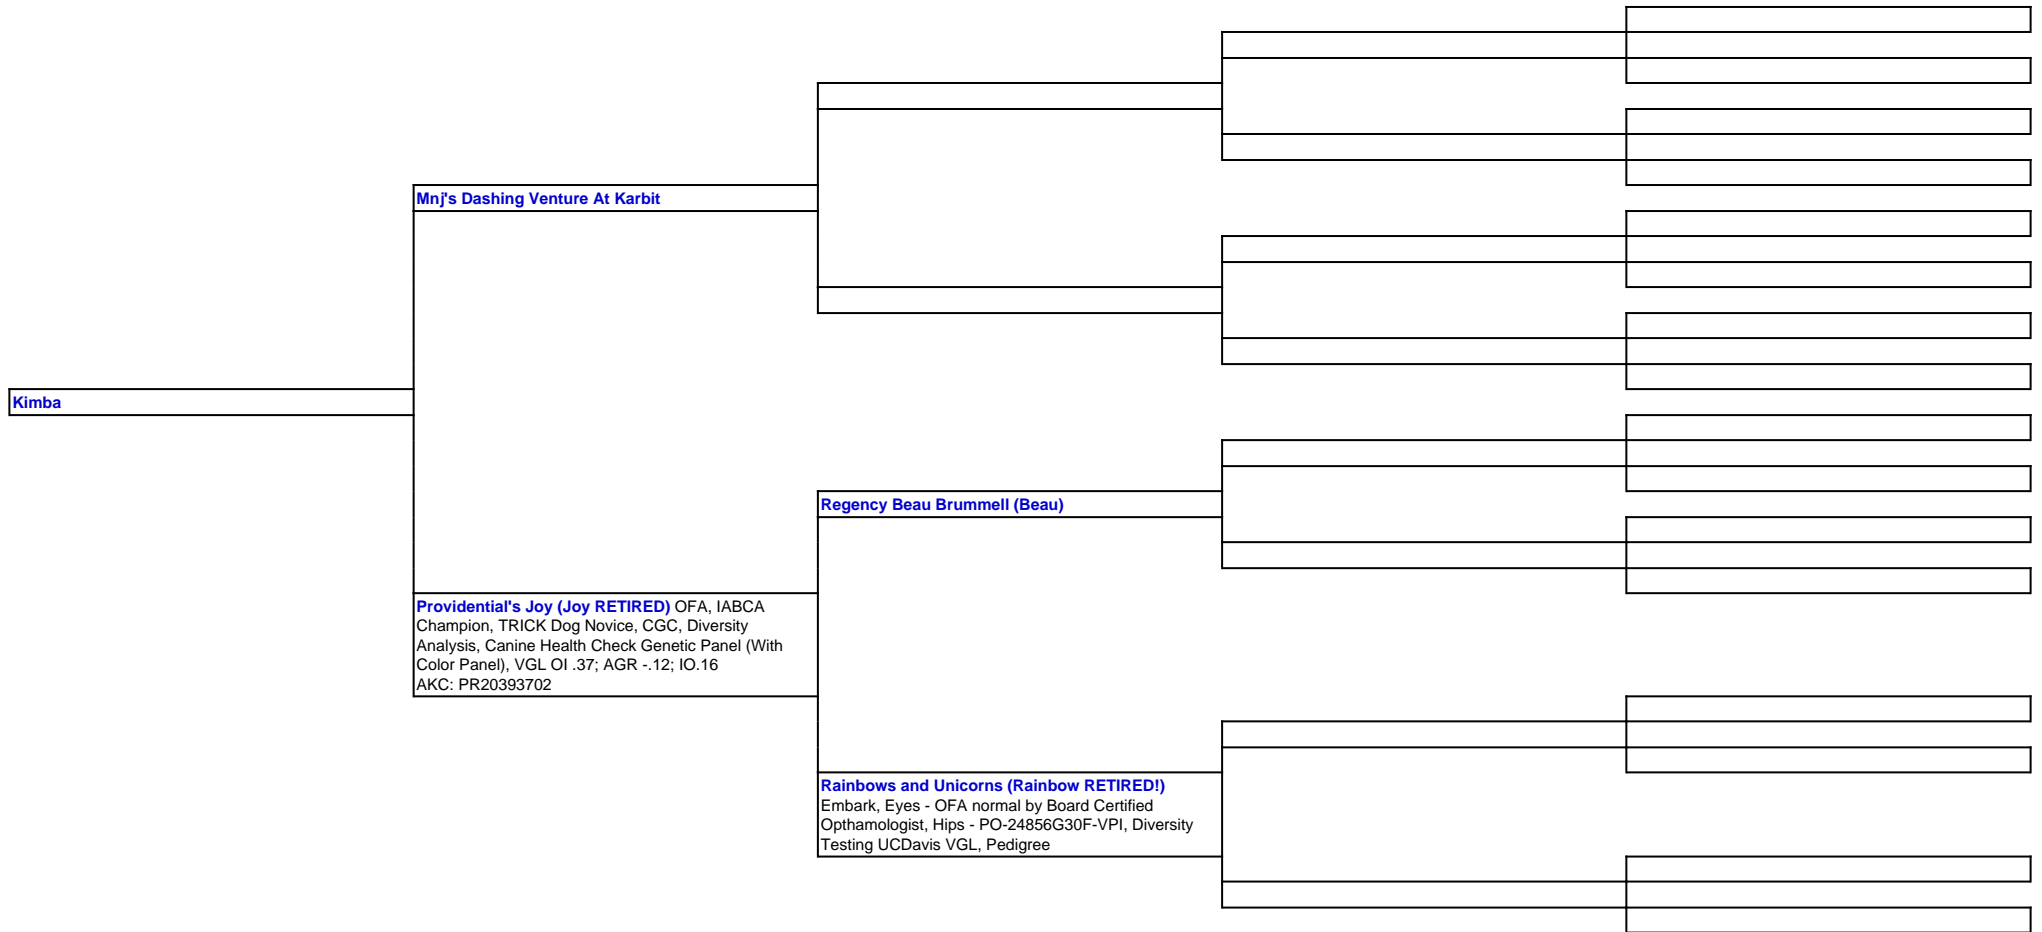 Mnj's Dashing Venture At Karbit
Kimba
Regency Beau Brummell (Beau)
Providential's Joy (Joy RETIRED) OFA, IABCA
Champion, TRICK Dog Novice, CGC, Diversity
Analysis, Canine Health Check Genetic Panel (With
Color Panel), VGL OI .37; AGR -.12; IO.16
AKC: PR20393702
Rainbows and Unicorns (Rainbow RETIRED!)
Embark, Eyes - OFA normal by Board Certified
Opthamologist, Hips - PO-24856G30F-VPI, Diversity
Testing UCDavis VGL, Pedigree